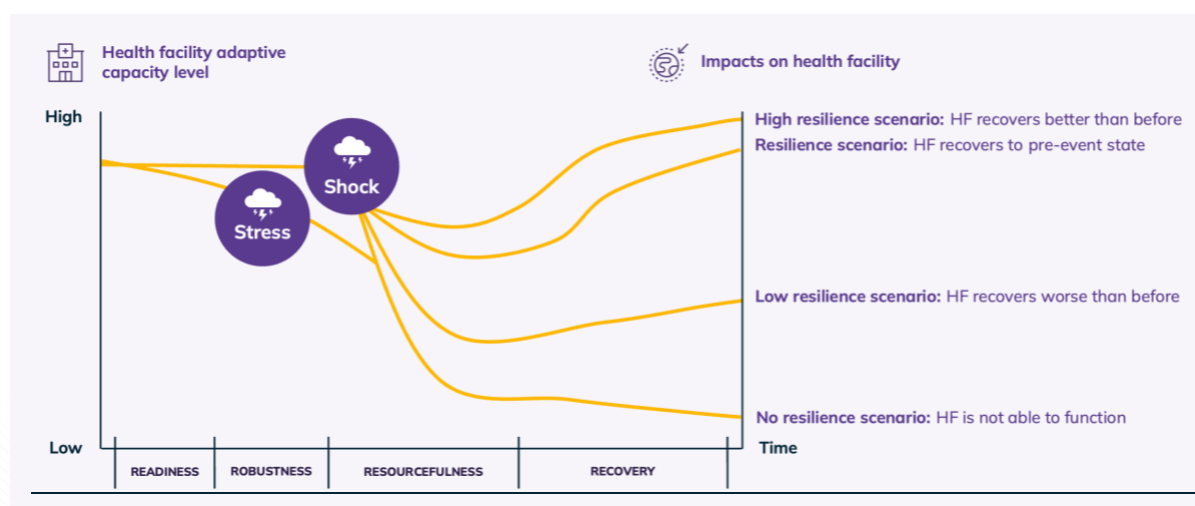 Health facility adaptive
capacity level
Impacts on health facility
High
High resilience scenario: HF recovers better than before
Resilience scenario: HF recovers to pre-event state
Shock
Stress
Low resilience scenario: HF recovers worse than before
No resilience scenario: HF is not able to function
Low
Time
READINESS
ROBUSTNESS
RESOURCEFULNESS
RECOVERY